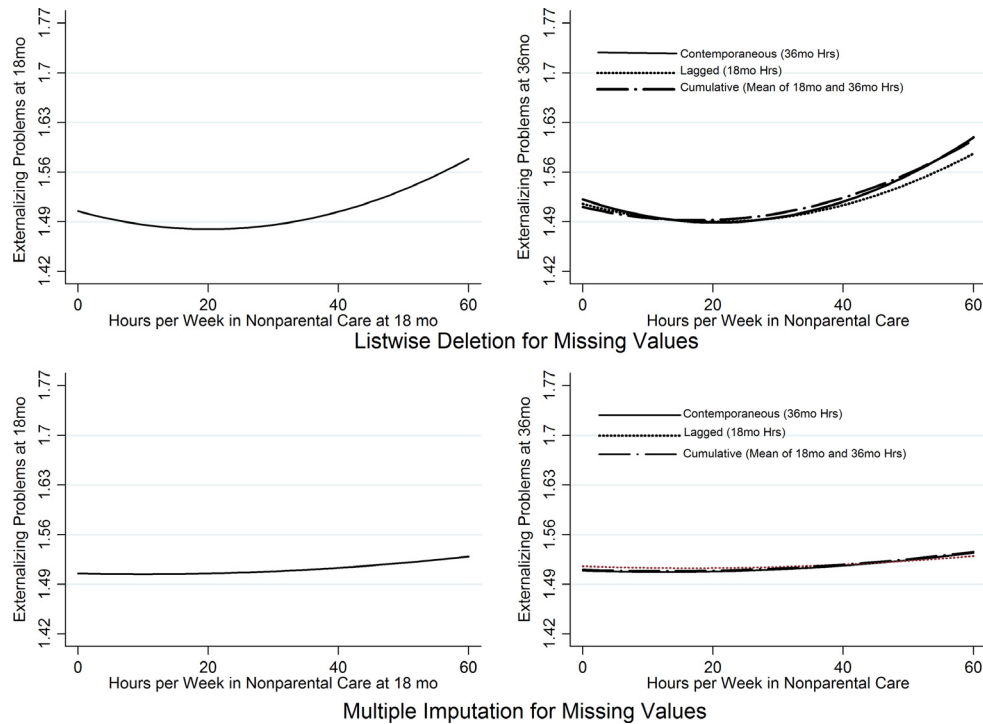 Externalizing Problems at 18mo
1.77
1.7
1.63
1.56
1.49
1.42
0 20 40 60
Hours per Week in Nonparental Care at 18 mo
Externalizing Problems at 36mo
1.77
1.7
1.63
1.56
1.49
1.42
Contemporaneous (36mo Hrs)
Lagged (18mo Hrs)
Cumulative (Mean of 18mo and 36mo Hrs)
0 20 40 60
Hours per Week in Nonparental Care
Listwise Deletion for Missing Values
Externalizing Problems at 18mo
1.77
1.7
1.63
1.56
1.49
1.42
0 20 40 60
Hours per Week in Nonparental Care at 18 mo
Externalizing Problems at 36mo
1.77
1.7
1.63
1.56
1.49
1.42
Contemporaneous (36mo Hrs)
Lagged (18mo Hrs)
Cumulative (Mean of 18mo and 36mo Hrs)
0 20 40 60
Hours per Week in Nonparental Care
Multiple Imputation for Missing Values